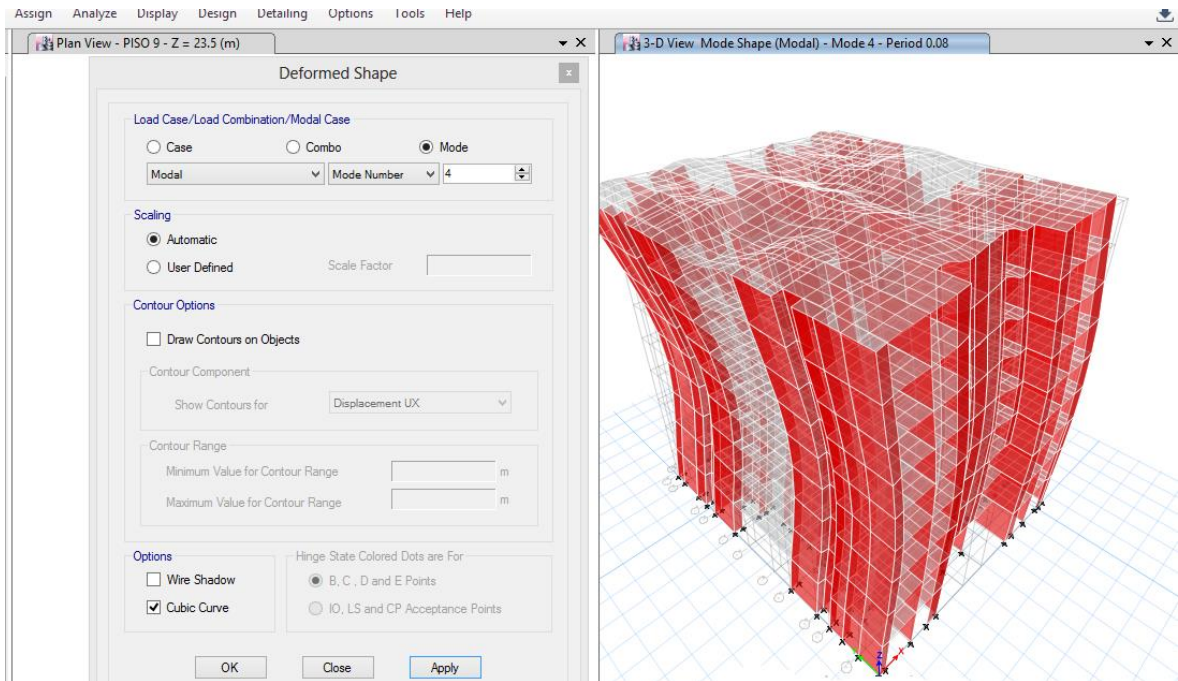 Assign Analyze Display Design Detailing Options Tools Help
Plan View - PISO 9 - Z = 23.5 (m)
3-D View Mode Shape (Modal) - Mode 4 - Period 0.08
Deformed Shape
Load Case/Load Combination/Modal Case
Case Combo Mode
Modal Mode Number 4
Scaling
Automatic
User Defined Scale Factor
Contour Options
Draw Contours on Objects
Contour Component
Show Contours for Displacement UX
Contour Range
Minimum Value for Contour Range m
Maximum Value for Contour Range m
Options Hinge State Colored Dots are For
Wire Shadow B, C , D and E Points
Cubic Curve IO, LS and CP Acceptance Points
OK Close Apply
Z X